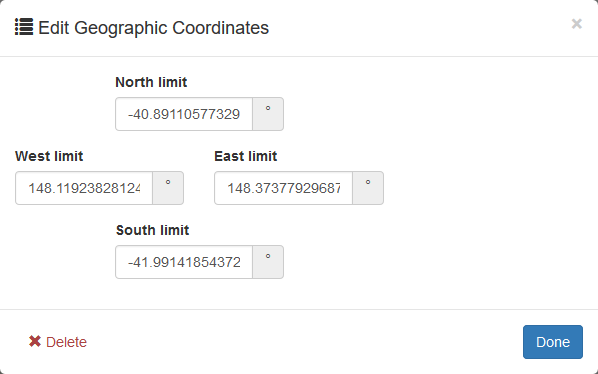 Edit Geographic Coordinates ×
North limit
-40.89110577329 °
West limit East limit
148.11923828124 ° 148.37377929687 °
South limit
-41.99141854372 °
Delete Done